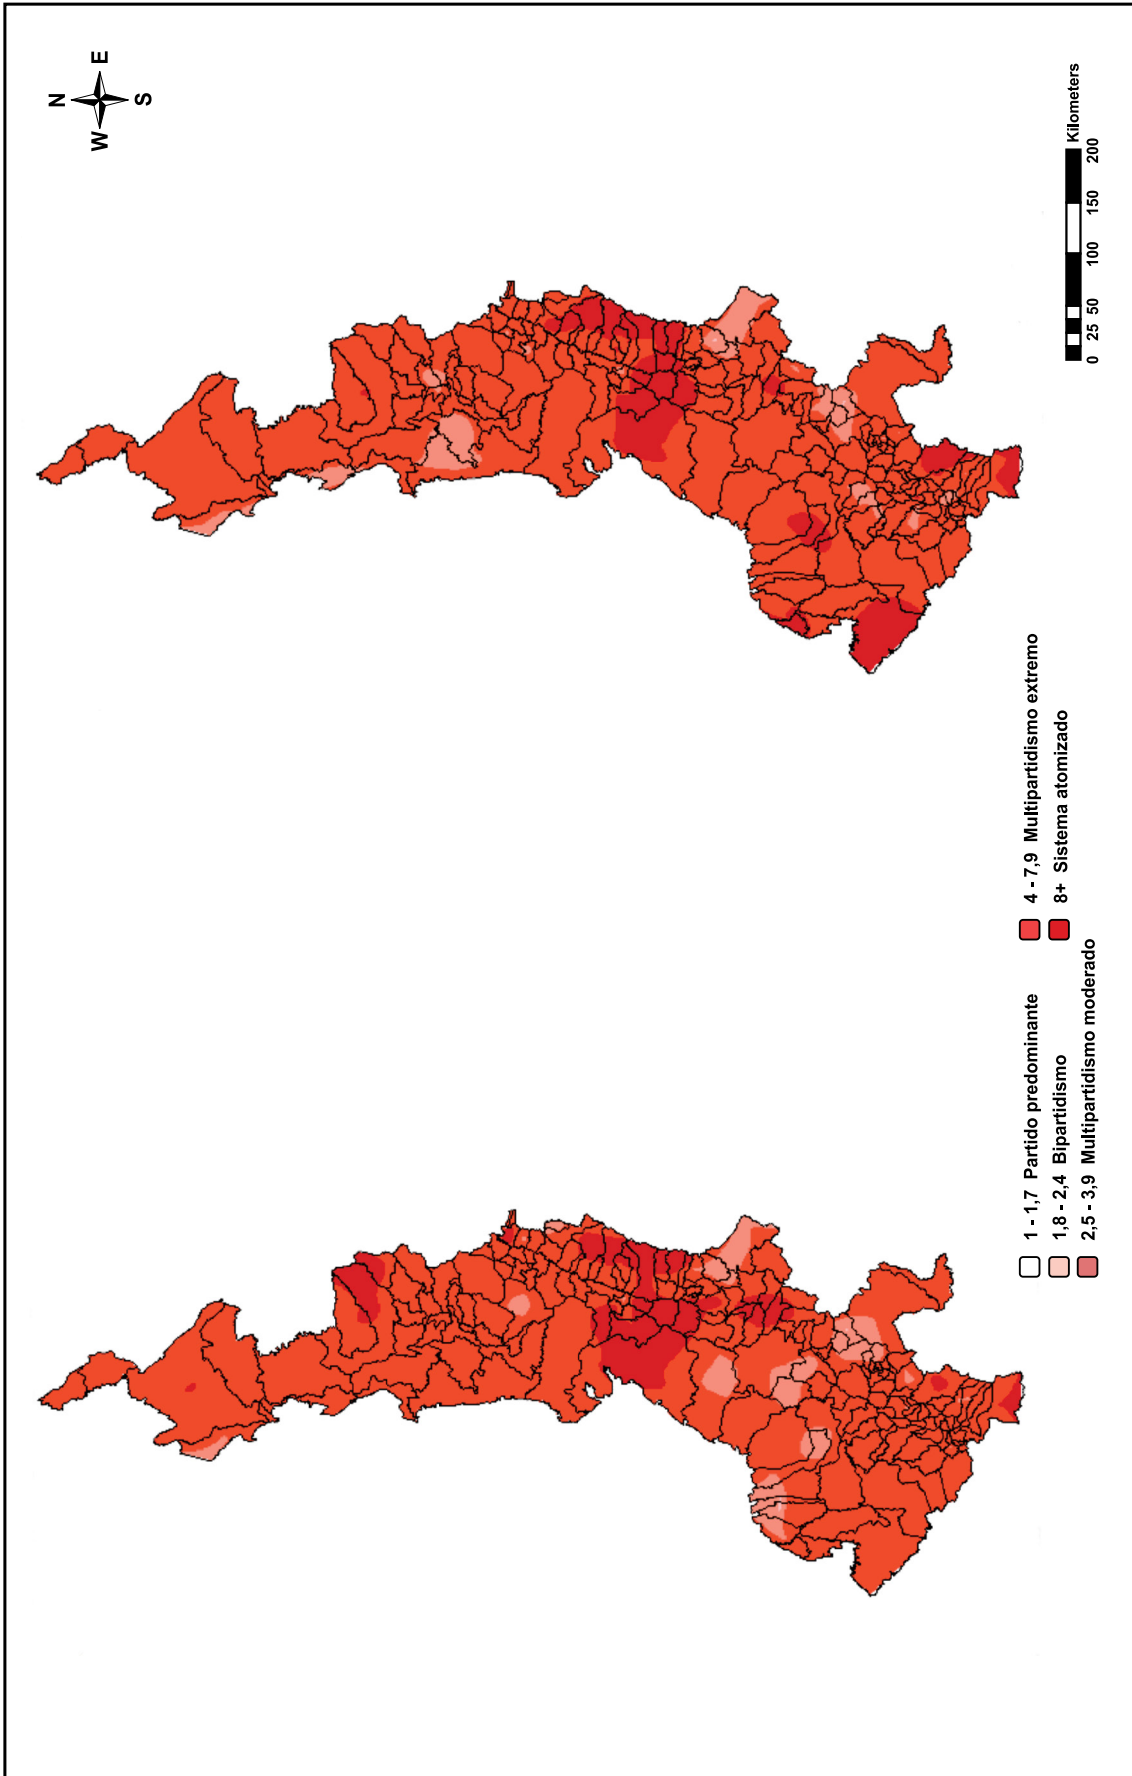 N
W E
S
1 - 1,7 Partido predominante
1,8 - 2,4 Bipartidismo
2,5 - 3,9 Multipartidismo moderado
4 - 7,9 Multipartidismo extremo
8+ Sistema atomizado
Kilometers
0 25 50 100 150 200